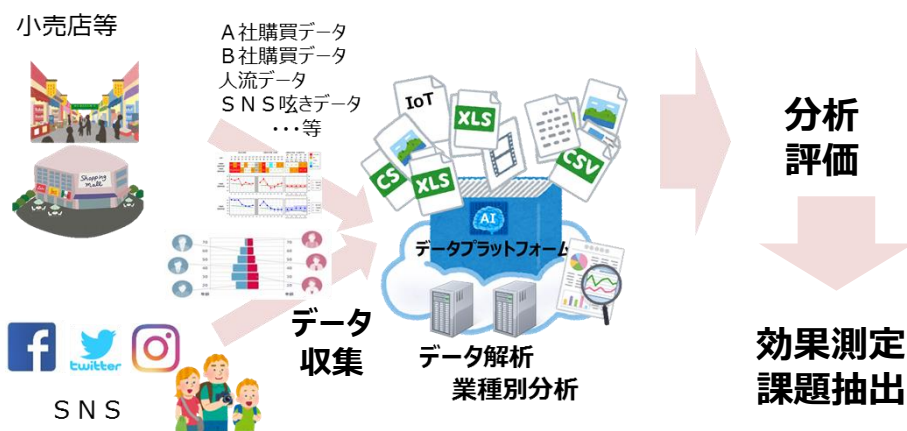 小売店等
Shopping
Mall
A社購買データ
B社購買データ
人流データ
SNS呟きデータ
・・・等
IoT
XLS
CS
XLS
CSV
AI
データプラットフォーム
データ
収集
データ解析
業種別分析
twitter
SNS
分析
評価
効果測定
課題抽出